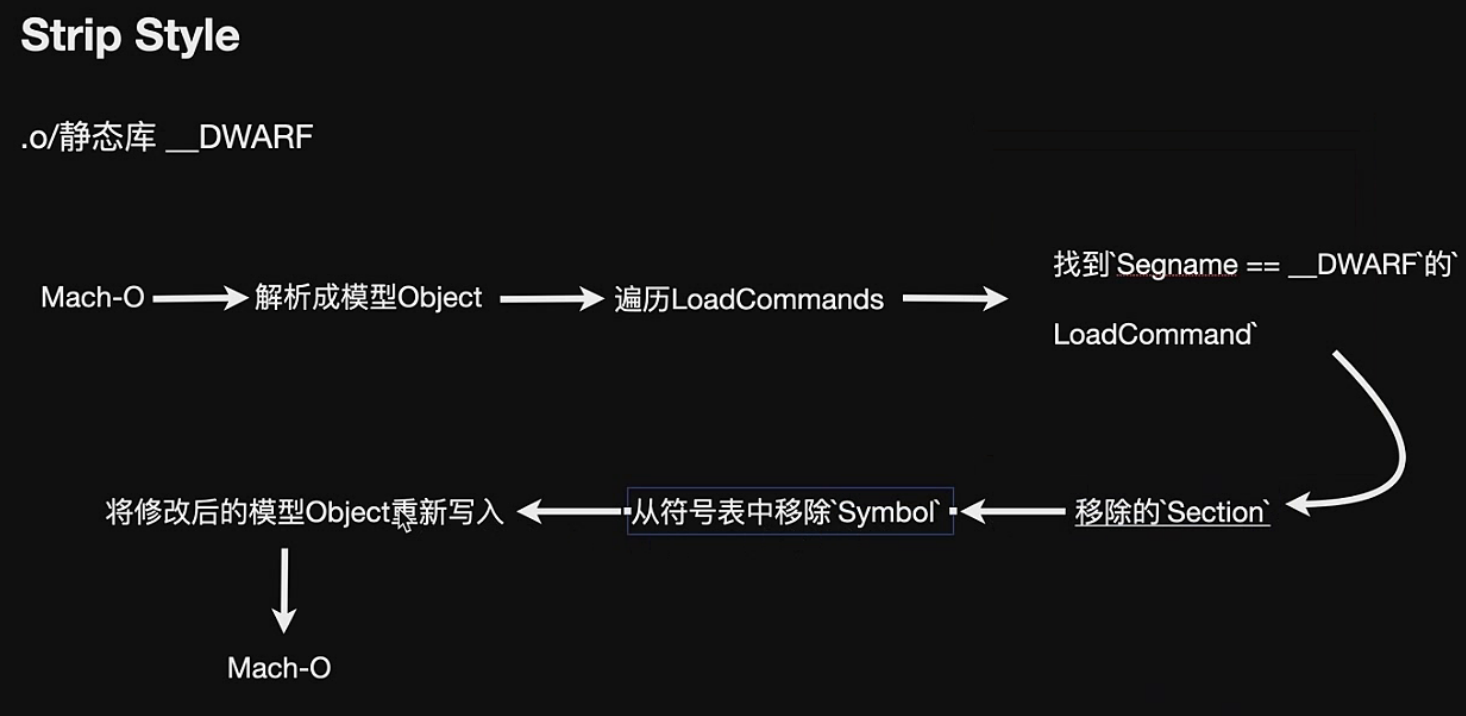 Strip Style
.o/静态库 __DWARF
Mach-O
解析成模型Object
遍历LoadCommands
找到`Segname == __DWARF`的`
LoadCommand`
移除的`Section`
从符号表中移除`Symbol`
将修改后的模型Object重新写入
Mach-O